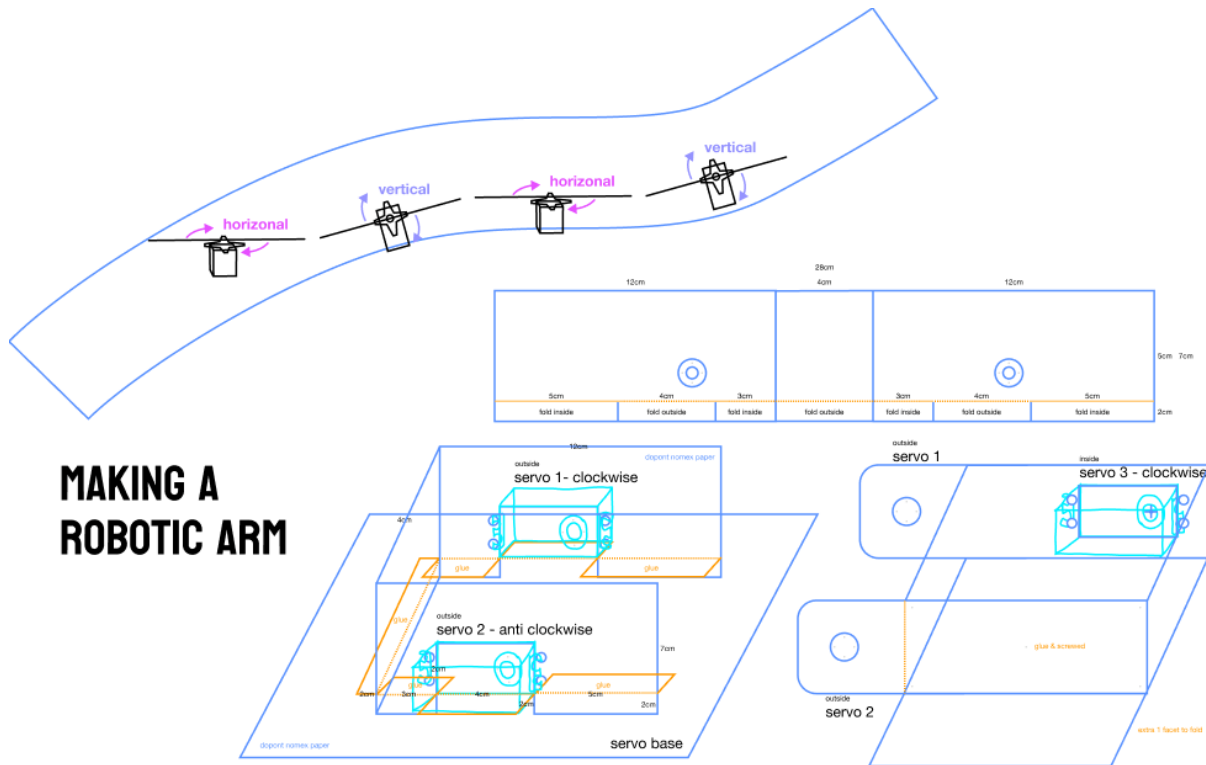 vertical
horizonal
vertical
horizonal
28cm
12cm
4cm
12cm
5cm 7cm
5cm
4cm
3cm
3cm
4cm
5cm
fold inside
fold outside
fold inside
fold outside
fold inside
fold outside
fold inside
2cm
MAKING A
ROBOTIC ARM
12cm
dopont nomex paper
outside
servo 1- clockwise
4cm
glue
glue
glue
outside
servo 2 - anti clockwise
7cm
2cm
glue
glue
2cm
3cm
4cm
5cm
2cm
2cm
dopont nomex paper
servo base
outside
servo 1
inside
servo 3 - clockwise
glue & screwed
outside
servo 2
extra 1 facet to fold